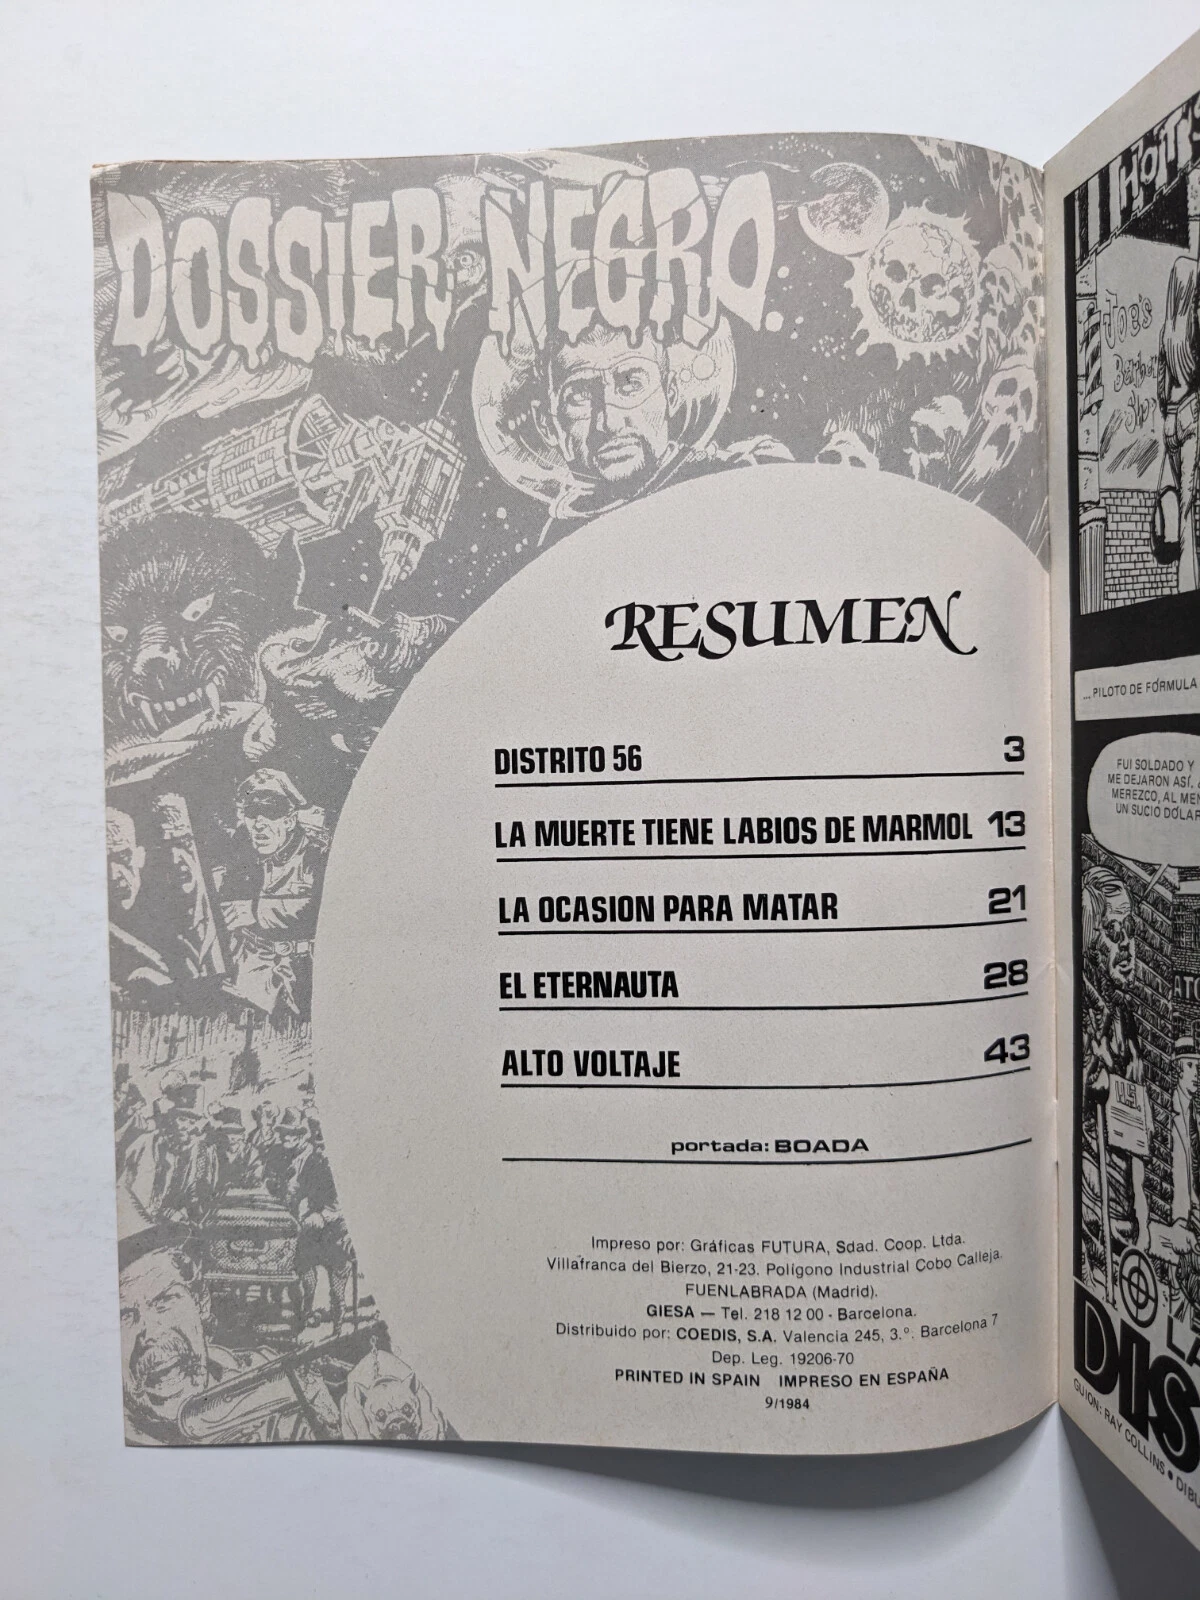 DOSSIER NEGRO
RESUMEN
DISTRITO 56 3
LA MUERTE TIENE LABIOS DE MARMOL 13
LA OCASION PARA MATAR 21
EL ETERNAUTA 28
ALTO VOLTAJE 43
portada: BOADA
Impreso por: Gráficas FUTURA, Sdad. Coop. Ltda.
Villafranca del Bierzo, 21-23. Polígono Industrial Cobo Calleja.
FUENLABRADA (Madrid).
GIESA — Tel. 218 12 00 - Barcelona.
Distribuido por: COEDIS, S.A. Valencia 245, 3.º. Barcelona 7
Dep. Leg. 19206-70
PRINTED IN SPAIN IMPRESO EN ESPAÑA
9/1984
JOE'S
Barber
Shop
... PILOTO DE FÓRMULA
FUI SOLDADO Y
ME DEJARON ASÍ,
MEREZCO, AL
UN SUCIO DÓLAR
U.S.
DIS
GUION: RAY COLLINS •